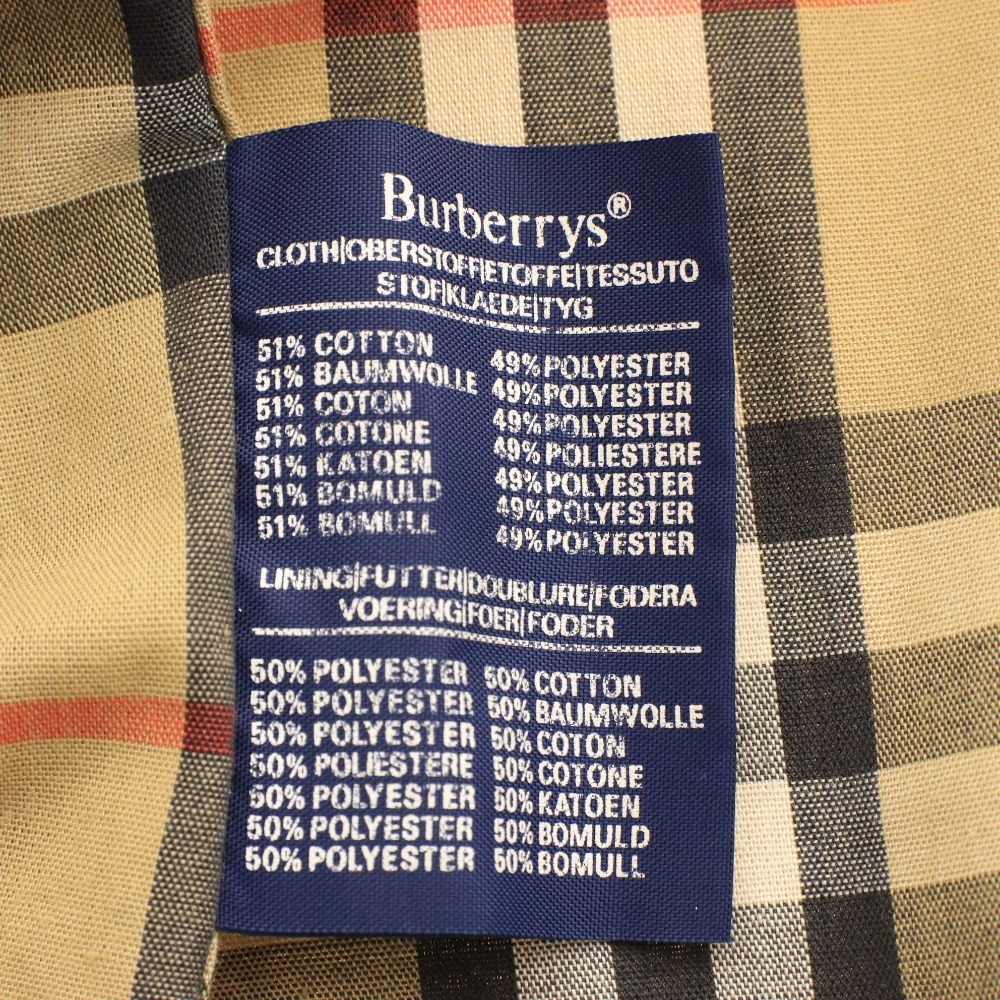 Burberrys®
CLOTH|OBERSTOFF|ETOFFE|TESSUTO
STOF|KLAEDE|TYG
51% COTTON 49% POLYESTER
51% BAUMWOLLE 49% POLYESTER
51% COTON 49% POLYESTER
51% COTONE 49% POLIESTERE
51% KATOEN 49% POLYESTER
51% BOMULD 49% POLYESTER
51% BOMULL 49% POLYESTER
LINING|FUTTER|DOUBLURE|FODERA
VOERING|FOER|FODER
50% POLYESTER 50% COTTON
50% POLYESTER 50% BAUMWOLLE
50% POLYESTER 50% COTON
50% POLIESTERE 50% COTONE
50% POLYESTER 50% KATOEN
50% POLYESTER 50% BOMULD
50% POLYESTER 50% BOMULL